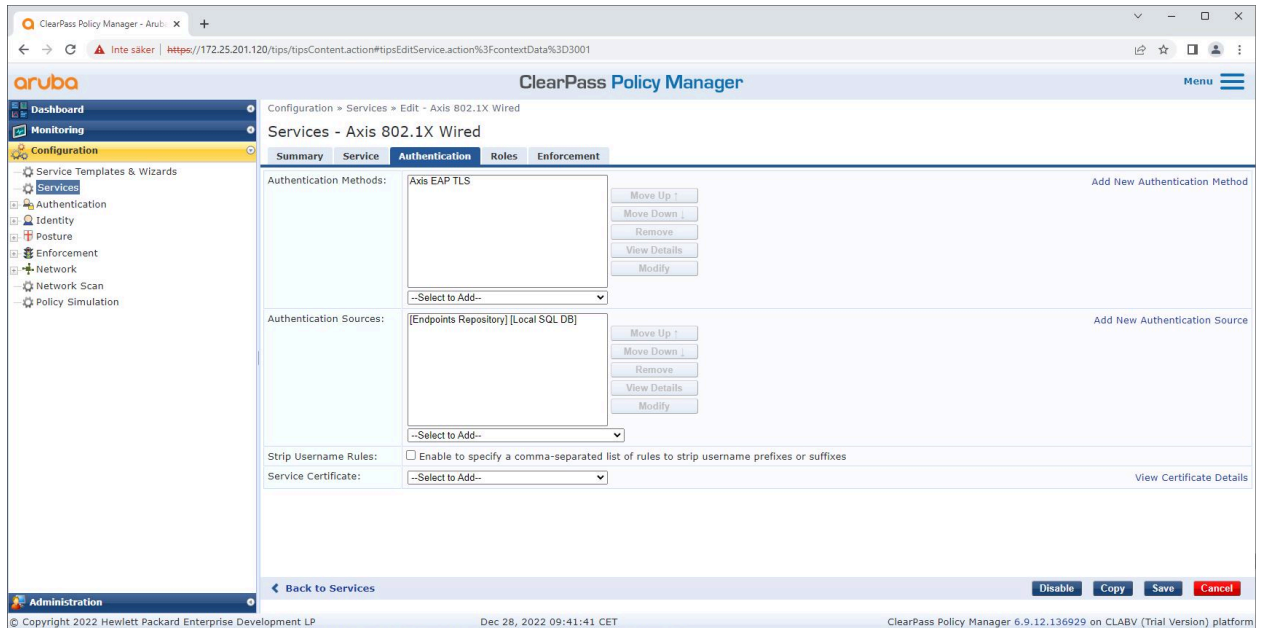 ClearPass Policy Manager - Arub
Inte säker | https://172.25.201.120/tips/tipsContent.action#tipsEditService.action%3FcontextData%3D3001
aruba
ClearPass Policy Manager
Menu
Dashboard
Monitoring
Configuration
Service Templates & Wizards
Services
Authentication
Identity
Posture
Enforcement
Network
Network Scan
Policy Simulation
Administration
Configuration » Services » Edit - Axis 802.1X Wired
Services - Axis 802.1X Wired
Summary Service Authentication Roles Enforcement
Authentication Methods:
Axis EAP TLS
Move Up ↑
Move Down ↓
Remove
View Details
Modify
Add New Authentication Method
--Select to Add--
Authentication Sources:
[Endpoints Repository] [Local SQL DB]
Move Up ↑
Move Down ↓
Remove
View Details
Modify
Add New Authentication Source
--Select to Add--
Strip Username Rules: Enable to specify a comma-separated list of rules to strip username prefixes or suffixes
Service Certificate: --Select to Add-- View Certificate Details
Back to Services Disable Copy Save Cancel
© Copyright 2022 Hewlett Packard Enterprise Development LP Dec 28, 2022 09:41:41 CET ClearPass Policy Manager 6.9.12.136929 on CLABV (Trial Version) platform